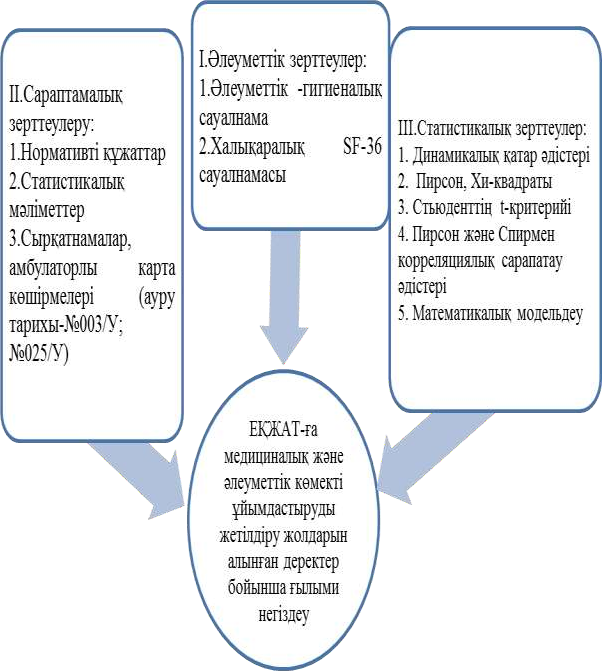 II.Сараптамалық
зерттеулеру:
1.Нормативті құжаттар
2.Статистикалық
мәліметтер
3.Сырқатнамалар,
амбулаторлы карта
көшірмелері (ауру
тарихы-№003/У;
№025/У)
I.Әлеуметтік зерттеулер:
1.Әлеуметтік -гигиеналық
сауалнама
2.Халықаралық SF-36
сауалнамасы
III.Статистикалық зерттеулер:
1. Динамикалық қатар әдістері
2. Пирсон, Хи-квадраты
3. Стьюденттің t-критерийі
4. Пирсон және Спирмен
корреляциялық сарапатау
әдістері
5. Математикалық модельдеу
ЕҚЖАТ-ға
медициналық және
әлеуметтік көмекті
ұйымдастыруды
жетілдіру жолдарын
алынған деректер
бойынша ғылыми
негіздеу